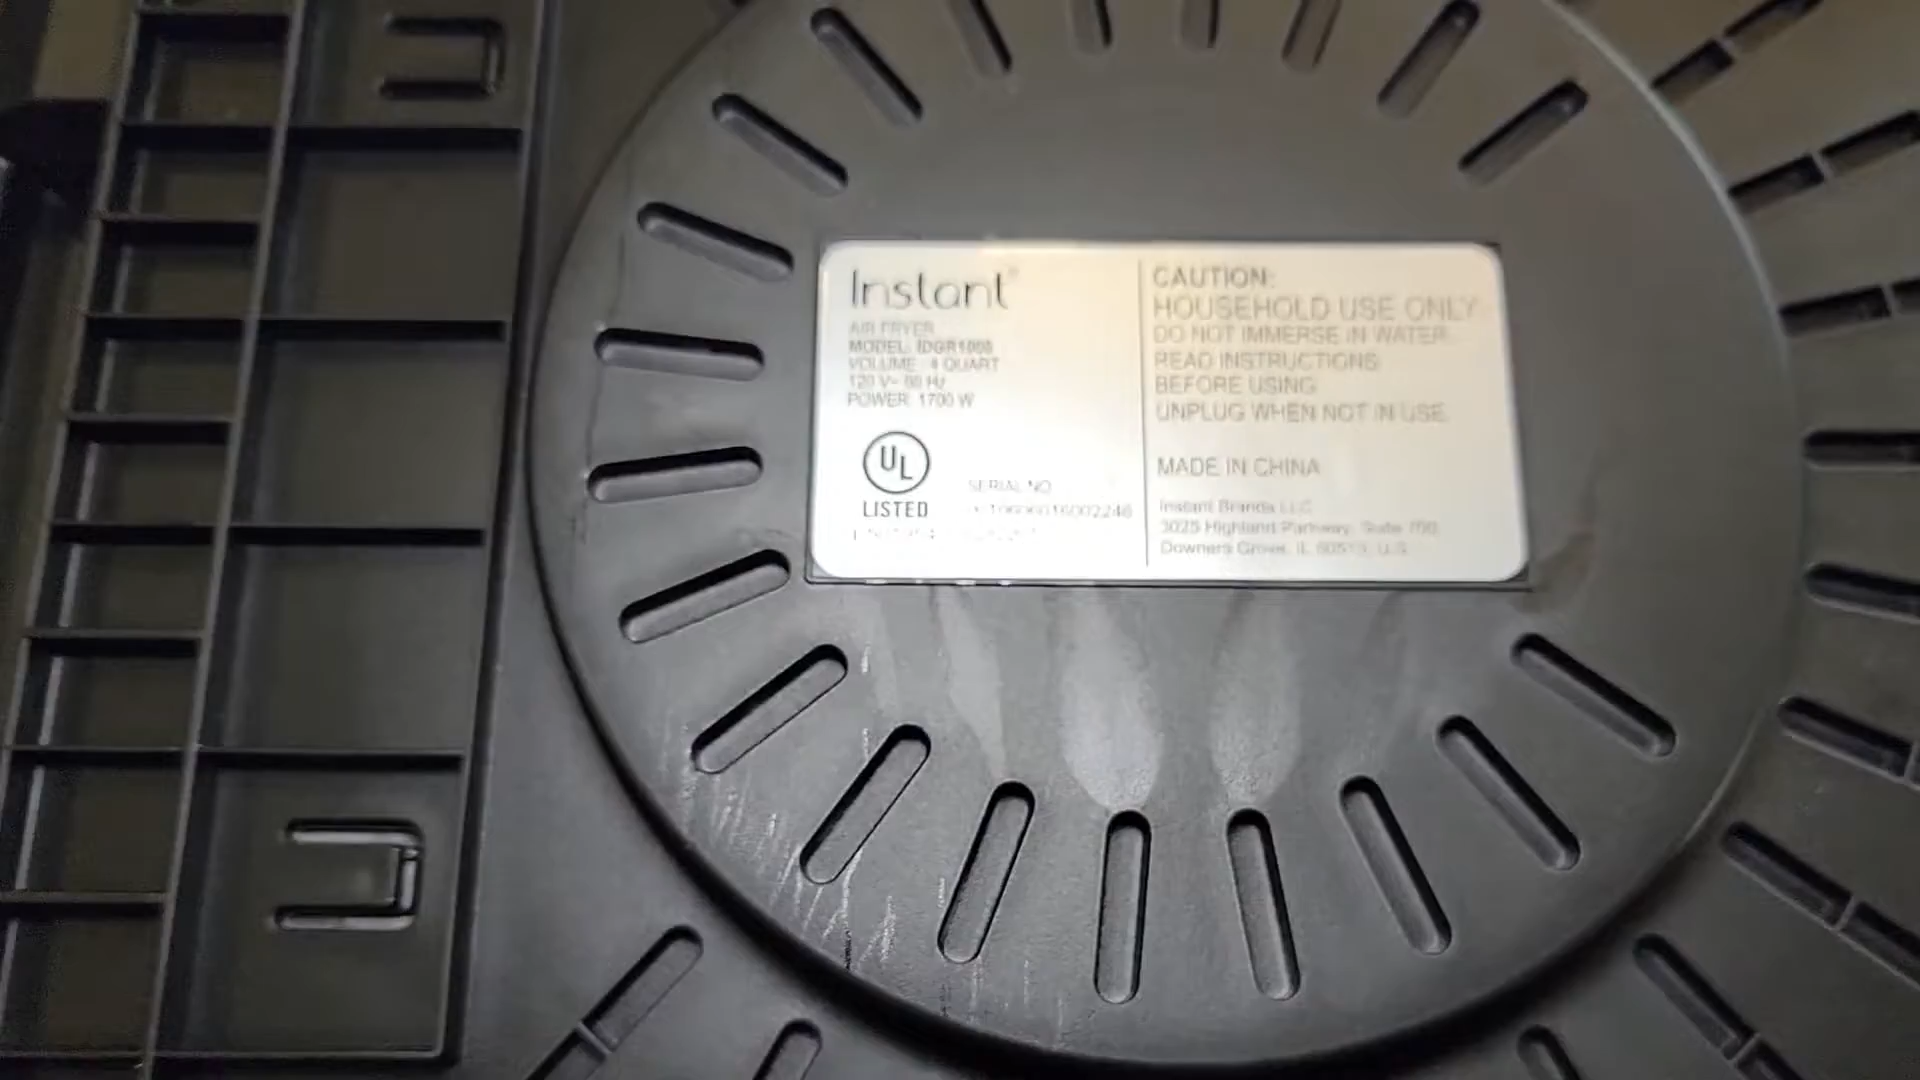 Instant®
AIR FRYER
MODEL: IDGR1000
VOLUME: 4 QUART
120 V~ 60 Hz
POWER: 1700 W
UL
LISTED
SERIAL NO
CAUTION:
HOUSEHOLD USE ONLY
DO NOT IMMERSE IN WATER.
READ INSTRUCTIONS
BEFORE USING
UNPLUG WHEN NOT IN USE.
MADE IN CHINA
Instant Brands LLC
3025 Highland Parkway, Suite 700
Downers Grove, IL 60515, U.S.